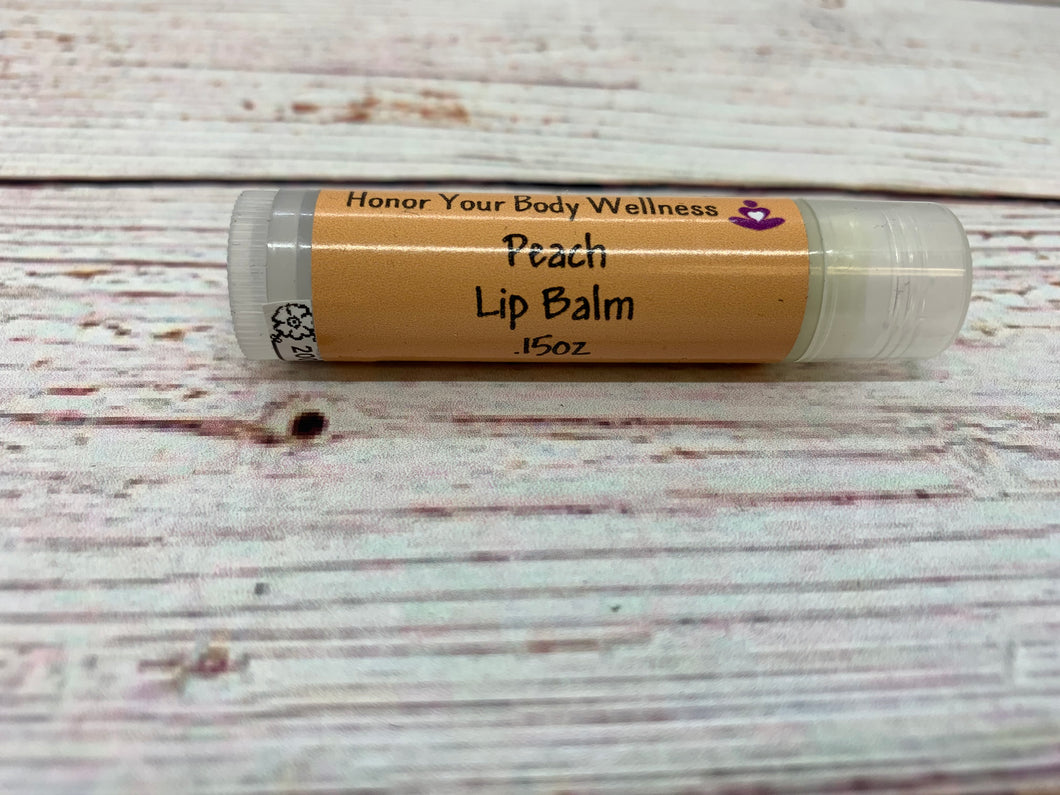 Honor Your Body Wellness
Peach
Lip Balm
.15oz